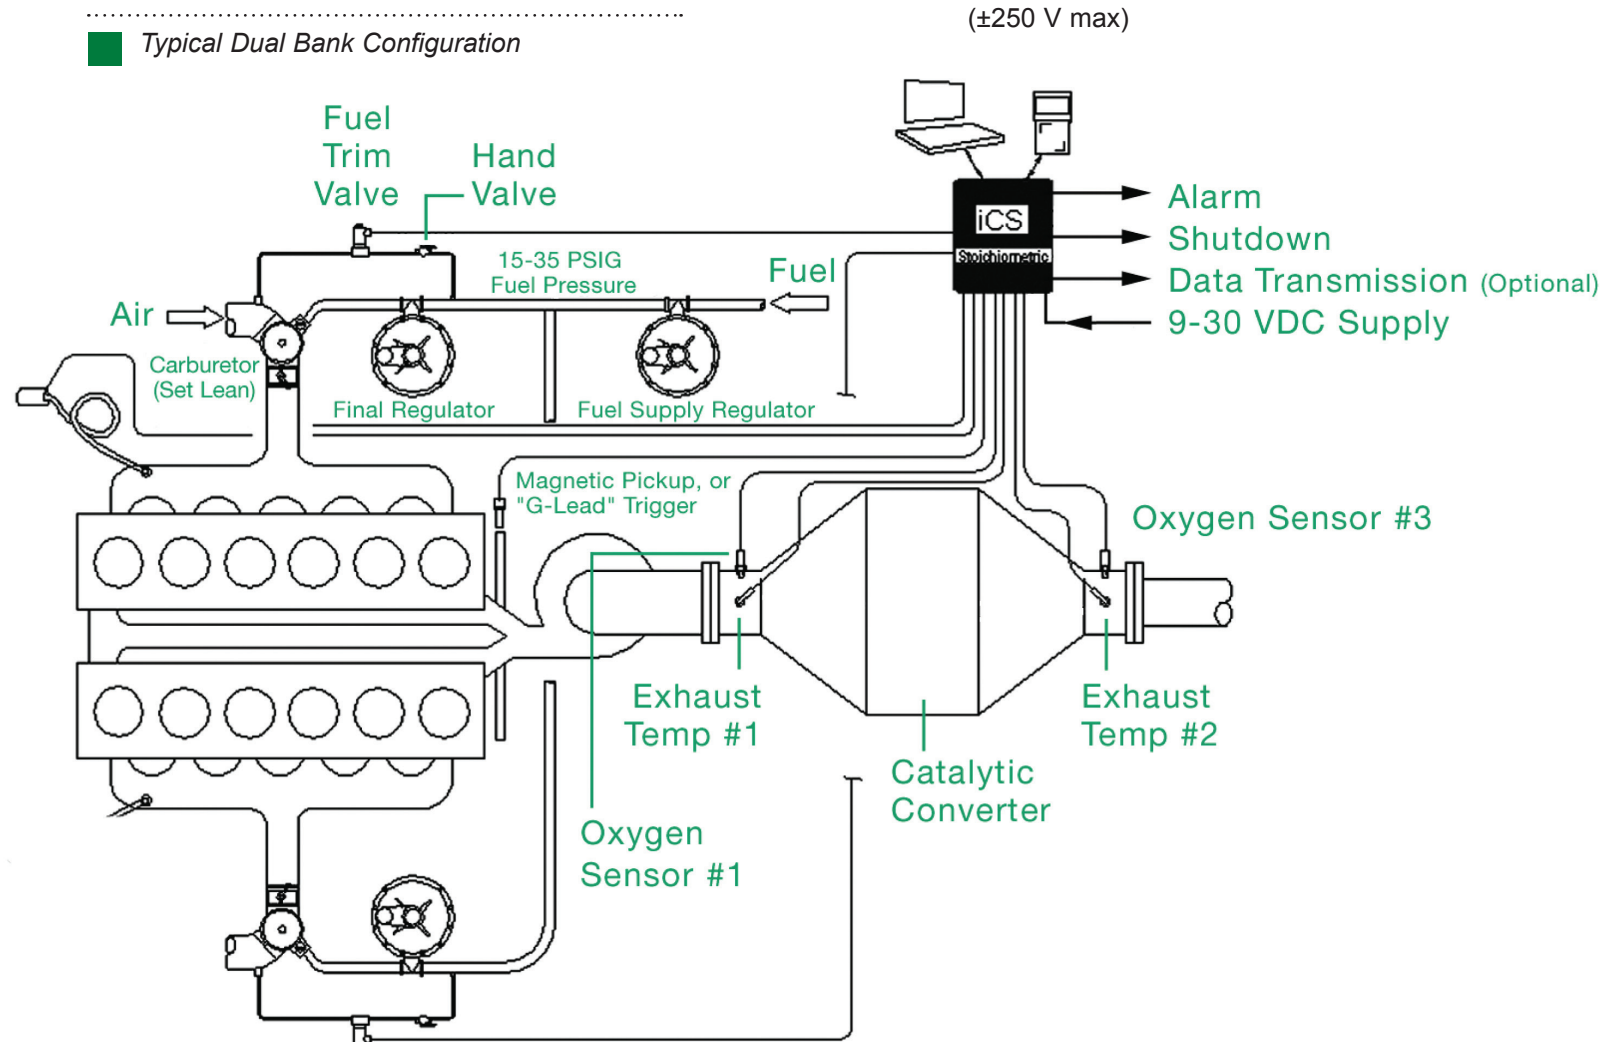 (±250 V max)
Typical Dual Bank Configuration
Fuel
Trim
Valve
Hand
Valve
iCS
Stoichiometric
Alarm
Shutdown
Data Transmission (Optional)
9-30 VDC Supply
15-35 PSIG
Fuel Pressure
Fuel
Air
Carburetor
(Set Lean)
Final Regulator
Fuel Supply Regulator
Magnetic Pickup, or
"G-Lead" Trigger
Oxygen Sensor #3
Exhaust
Temp #1
Exhaust
Temp #2
Catalytic
Converter
Oxygen
Sensor #1